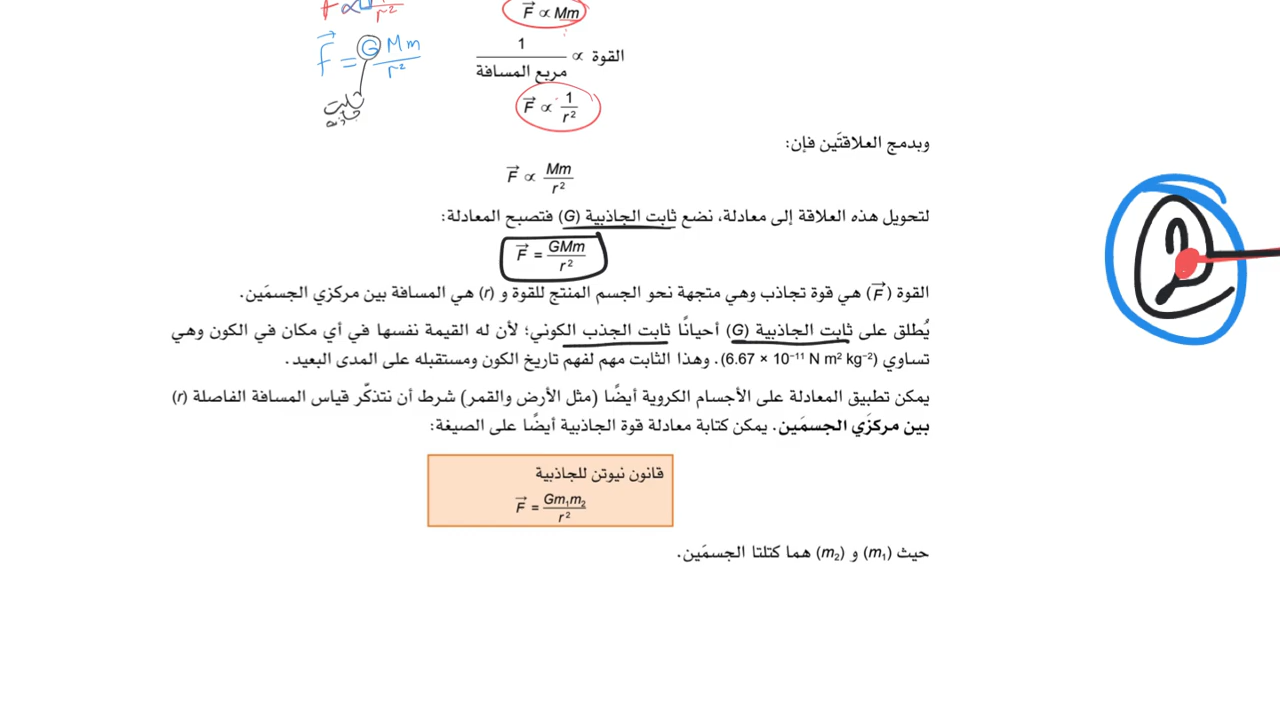 F ∝ Mm
القوة ∝ 1 / مربع المسافة
F ∝ 1/r²
F = G Mm / r²
ثابت
وبدمج العلاقتَين فإن:
F ∝ Mm/r²
لتحويل هذه العلاقة إلى معادلة، نضع ثابت الجاذبية (G) فتصبح المعادلة:
F = GMm/r²
القوة (F) هي قوة تجاذب وهي متجهة نحو الجسم المنتج للقوة و (r) هي المسافة بين مركزي الجسمَين.
يُطلق على ثابت الجاذبية (G) أحيانًا ثابت الجذب الكوني؛ لأن له القيمة نفسها في أي مكان في الكون وهي
تساوي (6.67 × 10⁻¹¹ N m² kg⁻²). وهذا الثابت مهم لفهم تاريخ الكون ومستقبله على المدى البعيد.
يمكن تطبيق المعادلة على الأجسام الكروية أيضًا (مثل الأرض والقمر) شرط أن نتذكّر قياس المسافة الفاصلة (r)
بين مركزَي الجسمَين. يمكن كتابة معادلة قوة الجاذبية أيضًا على الصيغة:
قانون نيوتن للجاذبية
F = Gm₁m₂/r²
حيث (m₁) و (m₂) هما كتلتا الجسمَين.